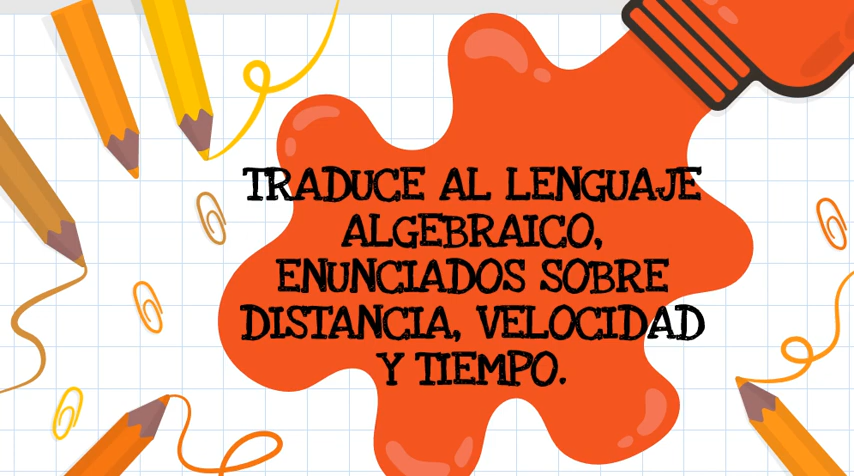 TRADUCE AL LENGUAJE
ALGEBRAICO,
ENUNCIADOS SOBRE
DISTANCIA, VELOCIDAD
Y TIEMPO.